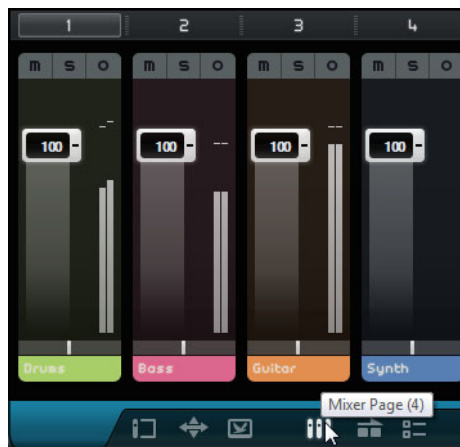 1 2 3 4
m s o m s o m s o m s o
100 100 100 100
Drums Bass Guitar Synth
Mixer Page (4)